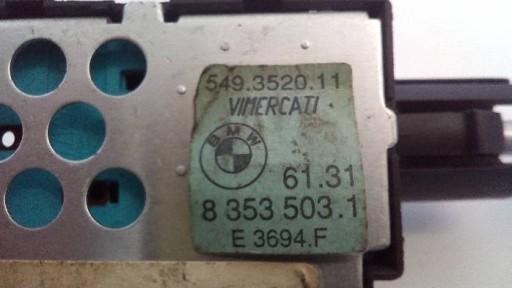 549.3520.11
VIMERCATI
BMW
61.31
8 353 503.1
E 3694.F